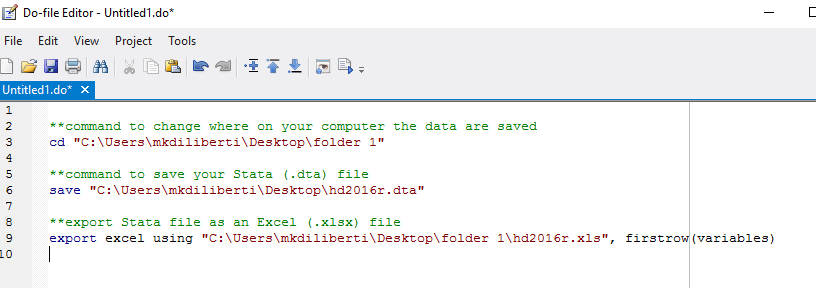 Do-file Editor - Untitled1.do*
File Edit View Project Tools
Untitled1.do* ×
1
2 **command to change where on your computer the data are saved
3 cd "C:\Users\mkdiliberti\Desktop\folder 1"
4
5 **command to save your Stata (.dta) file
6 save "C:\Users\mkdiliberti\Desktop\hd2016r.dta"
7
8 **export Stata file as an Excel (.xlsx) file
9 export excel using "C:\Users\mkdiliberti\Desktop\folder 1\hd2016r.xls", firstrow(variables)
10